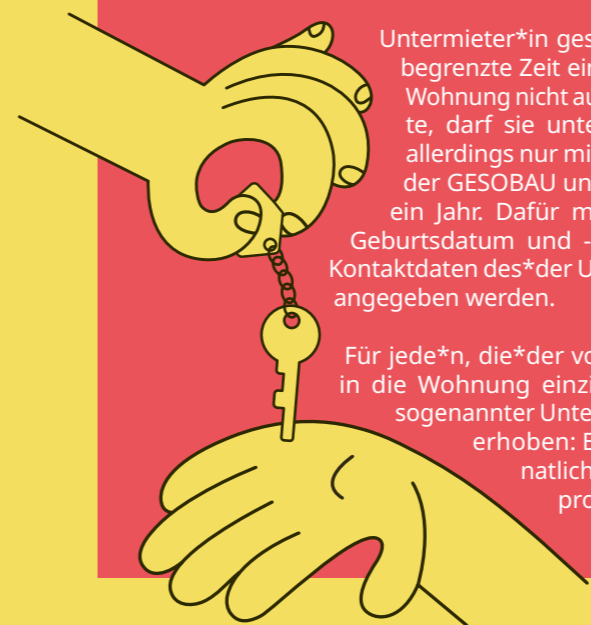 Untermieter*in ges
begrenzte Zeit ein
Wohnung nicht au
te, darf sie unte
allerdings nur mi
der GESOBAU un
ein Jahr. Dafür m
Geburtsdatum und -
Kontaktdaten des*der U
angegeben werden.
Für jede*n, die*der vo
in die Wohnung einzi
sogenannter Unte
erhoben: E
natlich
pro